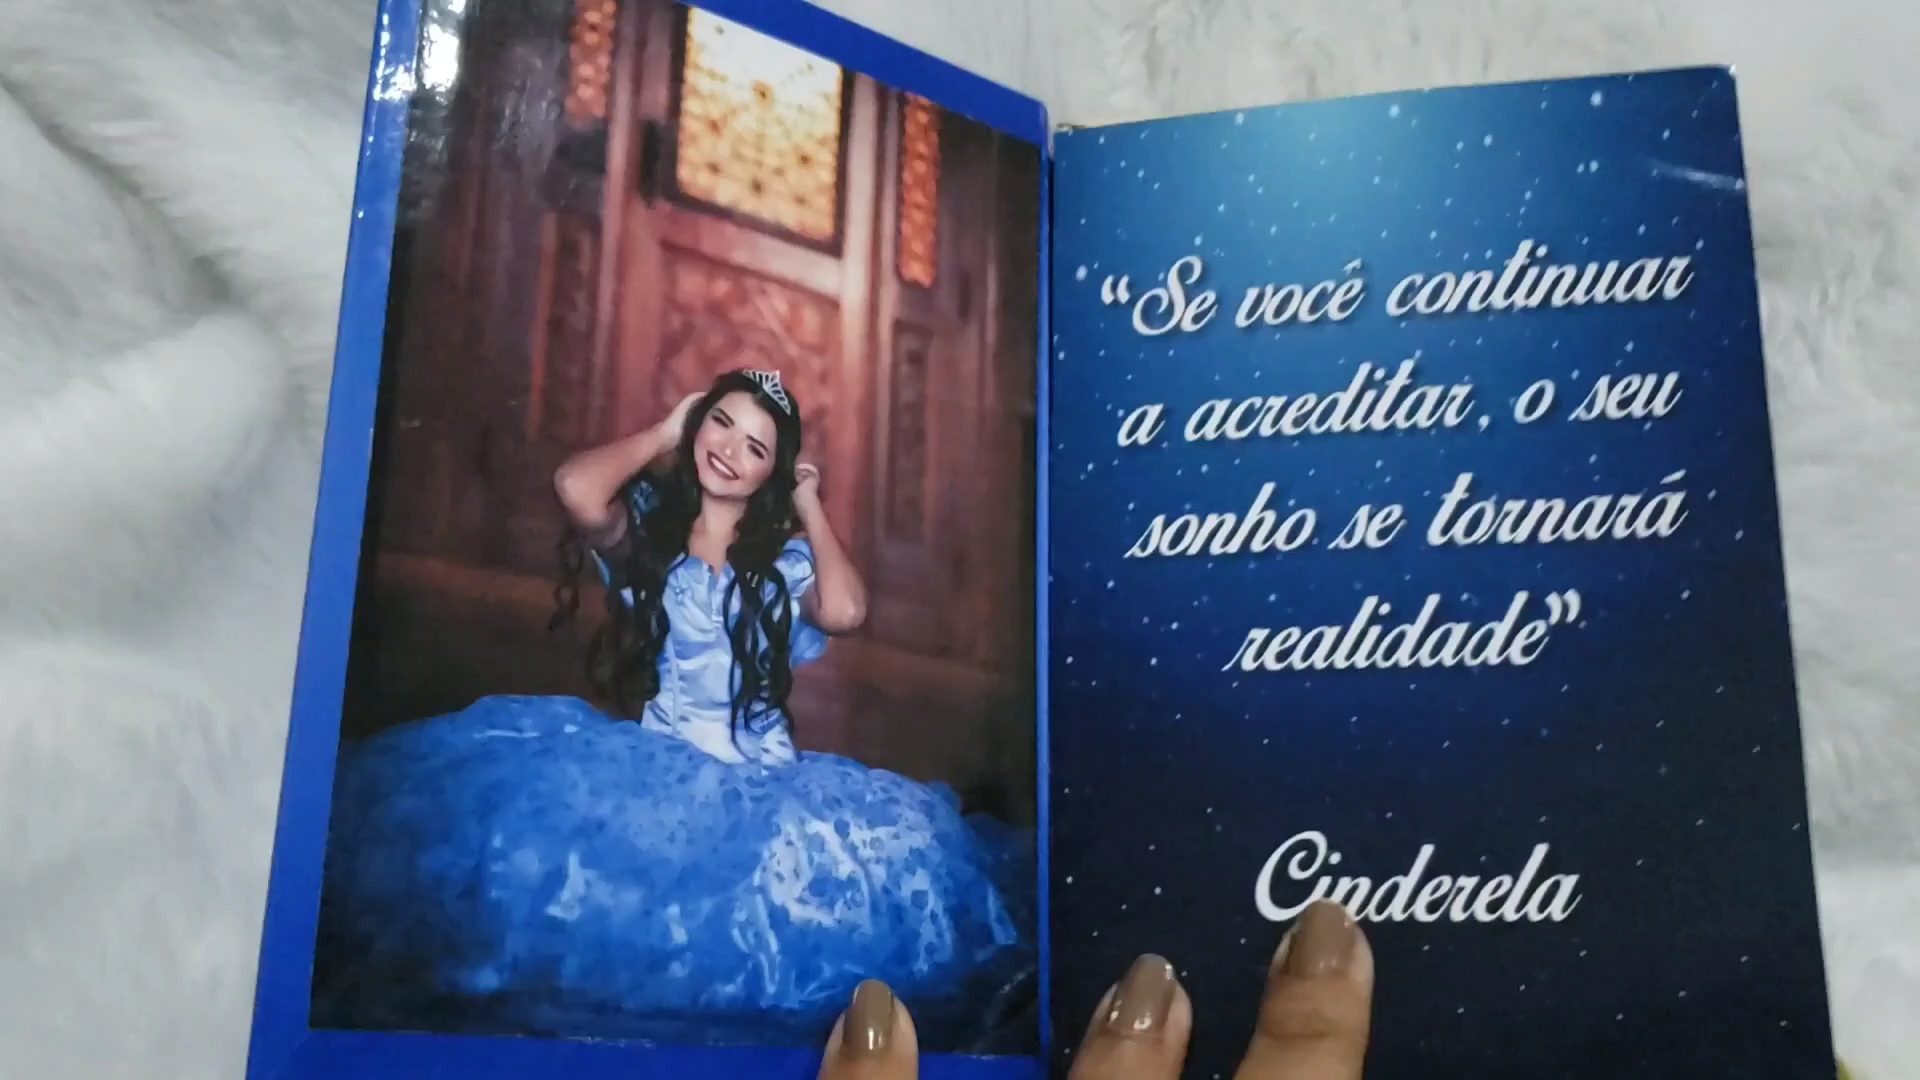 “Se você continuar
a acreditar, o seu
sonho se tornará
realidade”
Cinderela